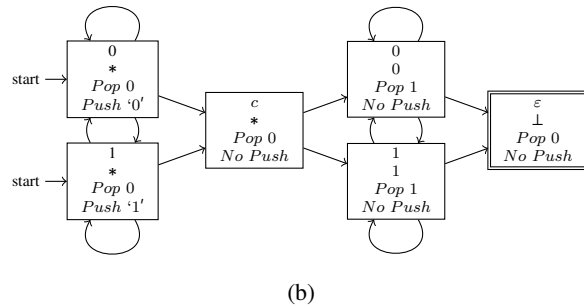 start
0
*
Pop 0
Push ‘0′
start
1
*
Pop 0
Push ‘1′
c
*
Pop 0
No Push
0
0
Pop 1
No Push
1
1
Pop 1
No Push
ε
⊥
Pop 0
No Push
(b)